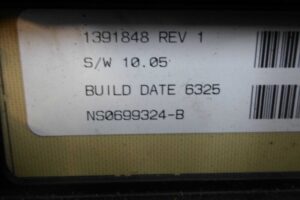 1391848 REV 1
S/W 10.05
BUILD DATE 6325
NS0699324-B